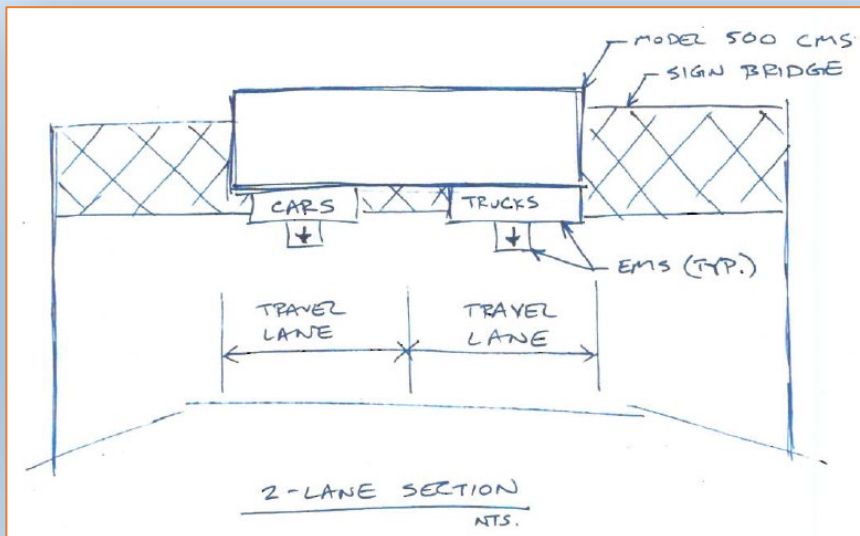 MODEL 500 CMS
SIGN BRIDGE
CARS
TRUCKS
EMS (TYP.)
TRAVEL
LANE
TRAVEL
LANE
2-LANE SECTION
NTS.